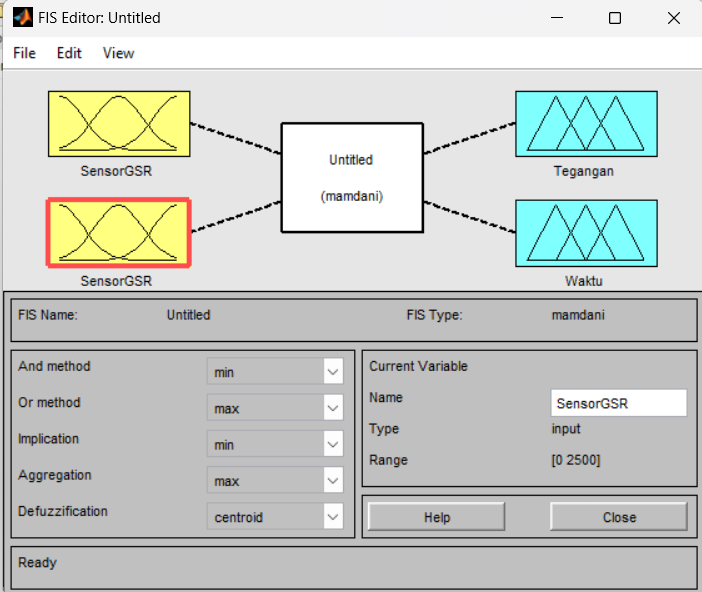 FIS Editor: Untitled
File Edit View
SensorGSR
SensorGSR
Untitled
(mamdani)
Tegangan
Waktu
FIS Name: Untitled FIS Type: mamdani
And method min
Or method max
Implication min
Aggregation max
Defuzzification centroid
Current Variable
Name SensorGSR
Type input
Range [0 2500]
Help Close
Ready